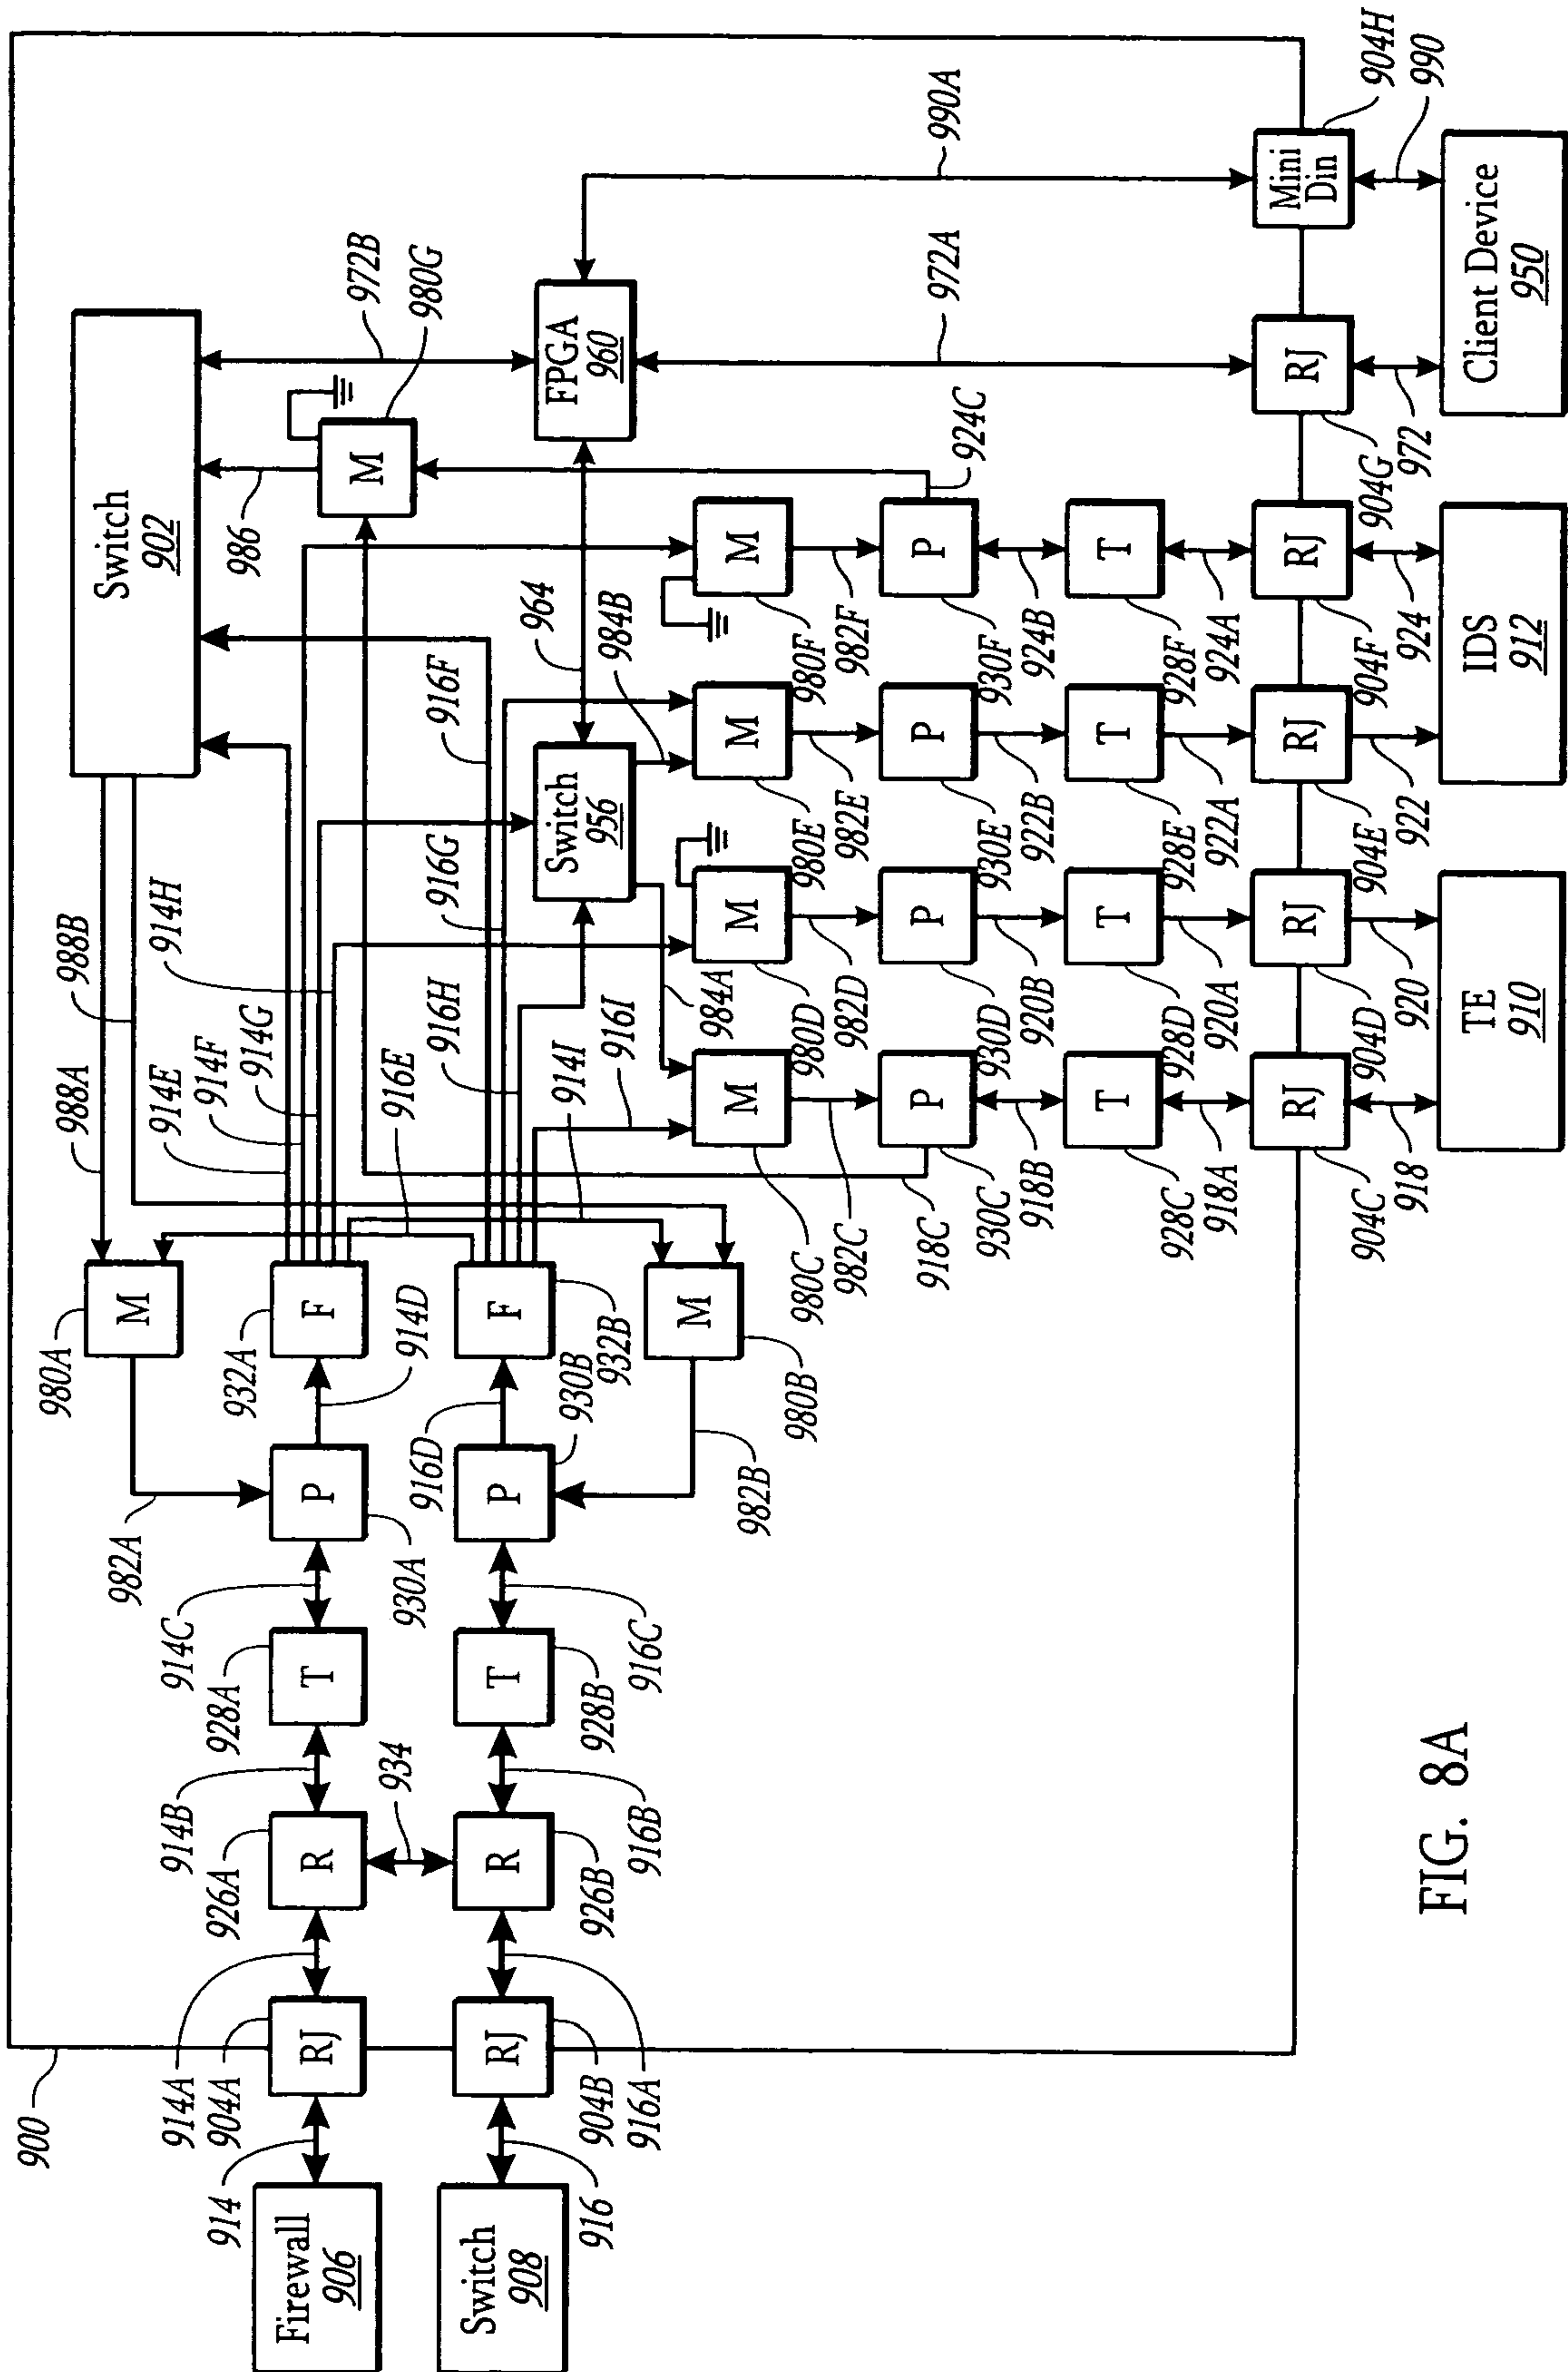 900
Firewall
906
914
914A
904A
RJ
914B
926A
R
928A
914C
T
982A
P
930A
980A
M
932A
F
914D
Switch
908
916
RJ
904B
916A
934
R
926B
916B
T
928B
916C
P
916D
930B
F
932B
M
980B
982B
988A
988B
914E
914F
914G
914H
916E
916H
914I
916I
916G
916F
Switch
902
986
972B
M
980G
FPGA
960
964
Switch
956
984A
984B
990A
972A
924C
M
980C
M
980D
M
980E
M
980F
982C
982D
982E
982F
P
918C
930C
P
930D
P
930E
P
930F
918B
920B
922B
924B
T
928C
T
928D
T
928E
T
928F
918A
920A
922A
924A
RJ
904C
RJ
904D
RJ
904E
RJ
904F
RJ
904G
Mini
Din
904H
918
920
922
924
972
990
TE
910
IDS
912
Client Device
950
FIG. 8A